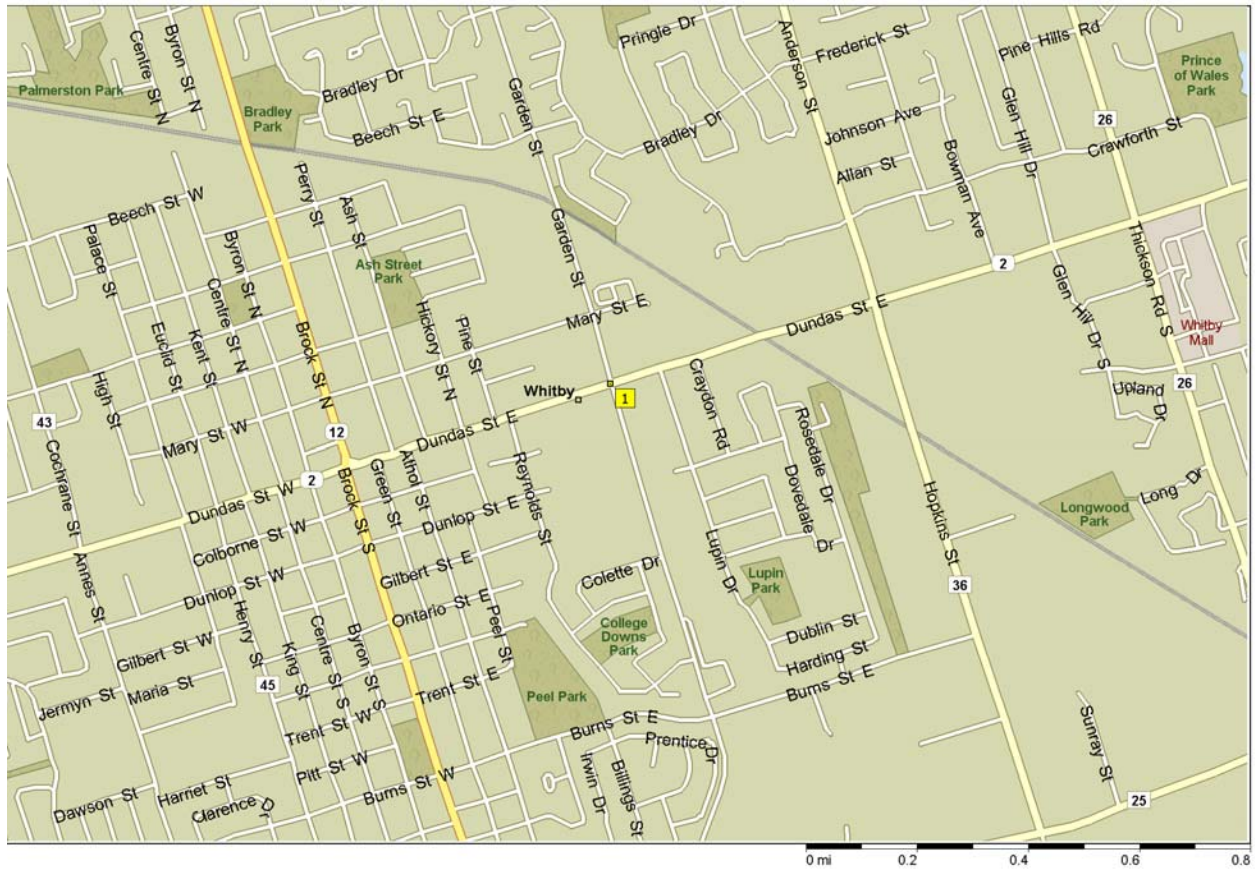 Pringle Dr
Frederick St
Pine Hills Rd
Byron St N
Centre St N
Anderson St
Palmerston Park
Bradley Park
Bradley Dr
Beech St E
Garden St
Bradley Dr
Johnson Ave
Allan St
Bowman Ave
Glen Hill Dr
26
Crawforth St
Prince of Wales Park
Beech St W
Perry St
Ash St
Garden St
Palace St
Byron St N
Centre St N
Ash Street Park
2
Thickson Rd S
Whitby Mall
Euclid St
Kent St
Brock St N
Hickory St N
Pine St
Mary St E
Dundas St E
Glen Hill Dr S
Upland Dr
26
High St
Whitby
1
Craydon Rd
43
Mary St W
12
Dundas St E
Rosedale Dr
Dovedale Dr
Cochrane St
2
Dundas St W
Brock St S
Green St
Athol St
Reynolds St
Hopkins St
Long Dr
Longwood Park
Colborne St W
Dunlop St E
Annes St
Dunlop St W
Gilbert St E
Colette Dr
Lupin Dr
Lupin Park
36
Henry St
Ontario St E
Peel St
College Downs Park
Dublin St
Gilbert St W
King St
Centre St S
Byron St S
Harding St
Jermyn St
Maria St
45
Trent St E
Peel Park
Burns St E
Trent St W
Burns St E
Prentice Dr
Sunray St
Pitt St W
Irwin Dr
Billings St
Dawson St
Harriet St
Clarence Dr
Burns St W
25
0 mi
0.2
0.4
0.6
0.8